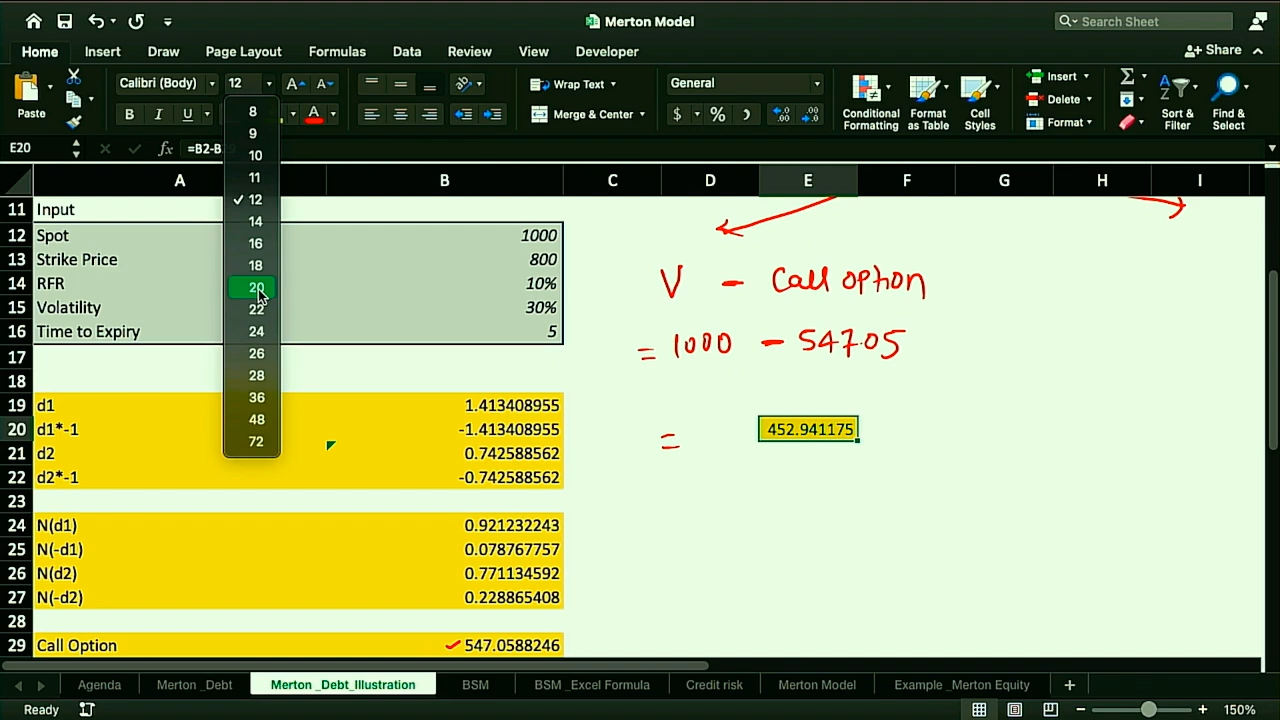 Merton Model
Search Sheet
Home Insert Draw Page Layout Formulas Data Review View Developer
Share
Paste
Calibri (Body) 12 A A
B I U A
Wrap Text
Merge & Center
General
$ % )
Conditional Formatting
Format as Table
Cell Styles
Insert
Delete
Format
Sort & Filter
Find & Select
E20 fx =B2-B
8
9
10
11
12
14
16
18
20
22
24
26
28
36
48
72
A B C D E F G H I
11 Input
12 Spot 1000
13 Strike Price 800
14 RFR 10%
15 Volatility 30%
16 Time to Expiry 5
17
18
19 d1 1.413408955
20 d1*-1 -1.413408955
21 d2 0.742588562
22 d2*-1 -0.742588562
23
24 N(d1) 0.921232243
25 N(-d1) 0.078767757
26 N(d2) 0.771134592
27 N(-d2) 0.228865408
28
29 Call Option 547.0588246
V - Call option
= 1000 - 547.05
= 452.941175
Agenda Merton _Debt Merton _Debt_Illustration BSM BSM _Excel Formula Credit risk Merton Model Example _Merton Equity +
Ready
- + 150%